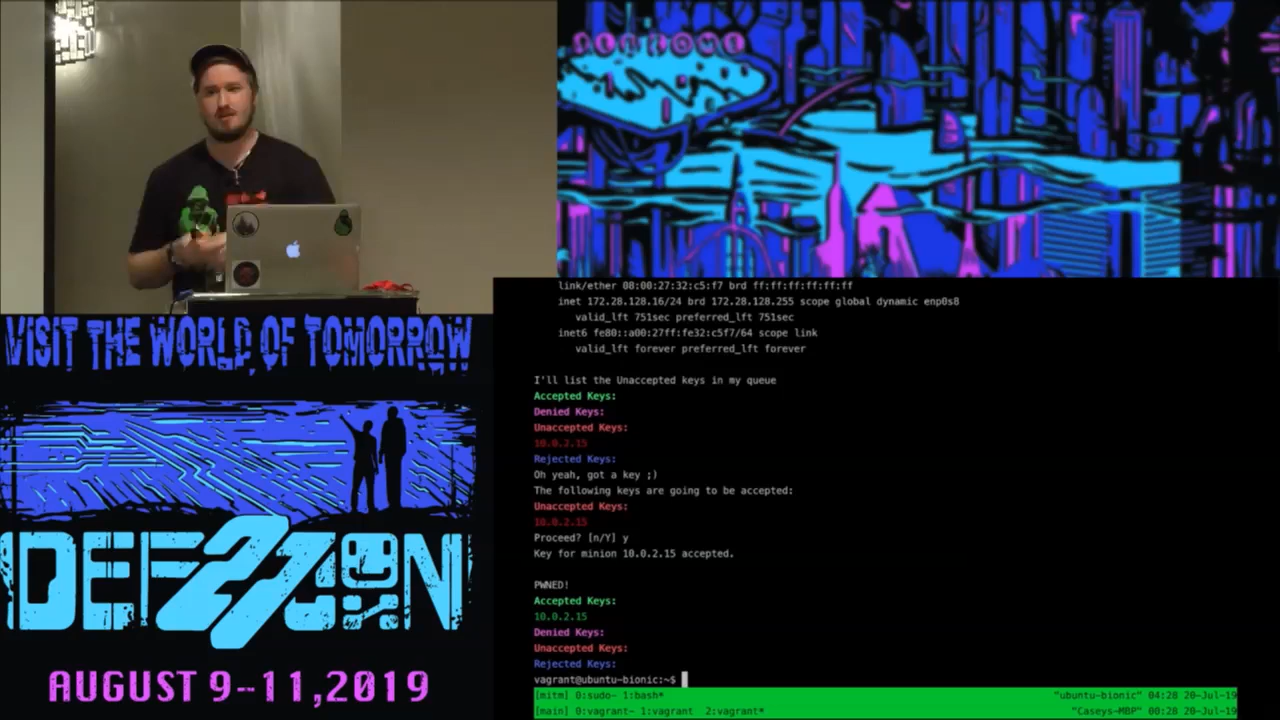 WELCOME
VISIT THE WORLD OF TOMORROW
DEF 27 CON
AUGUST 9-11,2019
link/ether 08:00:27:32:c5:f7 brd ff:ff:ff:ff:ff:ff
inet 172.28.128.16/24 brd 172.28.128.255 scope global dynamic enp0s8
valid_lft 751sec preferred_lft 751sec
inet6 fe80::a00:27ff:fe32:c5f7/64 scope link
valid_lft forever preferred_lft forever
I'll list the Unaccepted keys in my queue
Accepted Keys:
Denied Keys:
Unaccepted Keys:
10.0.2.15
Rejected Keys:
Oh yeah, got a key ;)
The following keys are going to be accepted:
Unaccepted Keys:
10.0.2.15
Proceed? [n/Y] y
Key for minion 10.0.2.15 accepted.
PWNED!
Accepted Keys:
10.0.2.15
Denied Keys:
Unaccepted Keys:
Rejected Keys:
vagrant@ubuntu-bionic:~$
[mitm] 0:sudo- 1:bash* "ubuntu-bionic" 04:28 20-Jul-19
[main] 0:vagrant- 1:vagrant 2:vagrant* "Caseys-MBP" 00:28 20-Jul-19